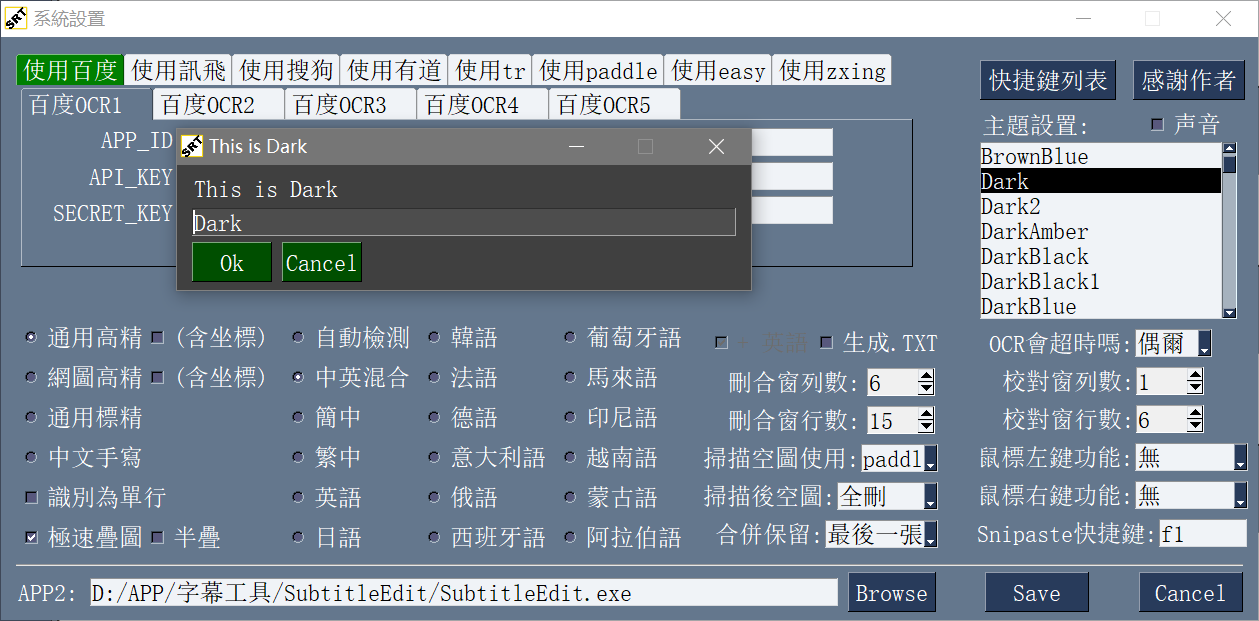 系統設置
使用百度 使用訊飛 使用搜狗 使用有道 使用tr 使用paddle 使用easy 使用zxing
快捷鍵列表 感謝作者
百度OCR1 百度OCR2 百度OCR3 百度OCR4 百度OCR5
主題設置: 声音
APP_ID
API_KEY
SECRET_KEY
SRT This is Dark
This is Dark
Dark
Ok Cancel
BrownBlue
Dark
Dark2
DarkAmber
DarkBlack
DarkBlack1
DarkBlue
通用高精 (含坐標) 自動檢測 韓語 葡萄牙語 + 英語 生成.TXT OCR會超時嗎: 偶爾
網圖高精 (含坐標) 中英混合 法語 馬來語 刪合窗列數: 6 校對窗列數: 1
通用標精 簡中 德語 印尼語 刪合窗行數: 15 校對窗行數: 6
中文手寫 繁中 意大利語 越南語 掃描空圖使用: paddl 鼠標左鍵功能: 無
識別為單行 英語 俄語 蒙古語 掃描後空圖: 全刪 鼠標右鍵功能: 無
極速疊圖 半疊 日語 西班牙語 阿拉伯語 合併保留: 最後一張 Snipaste快捷鍵: f1
APP2: D:/APP/字幕工具/SubtitleEdit/SubtitleEdit.exe Browse Save Cancel